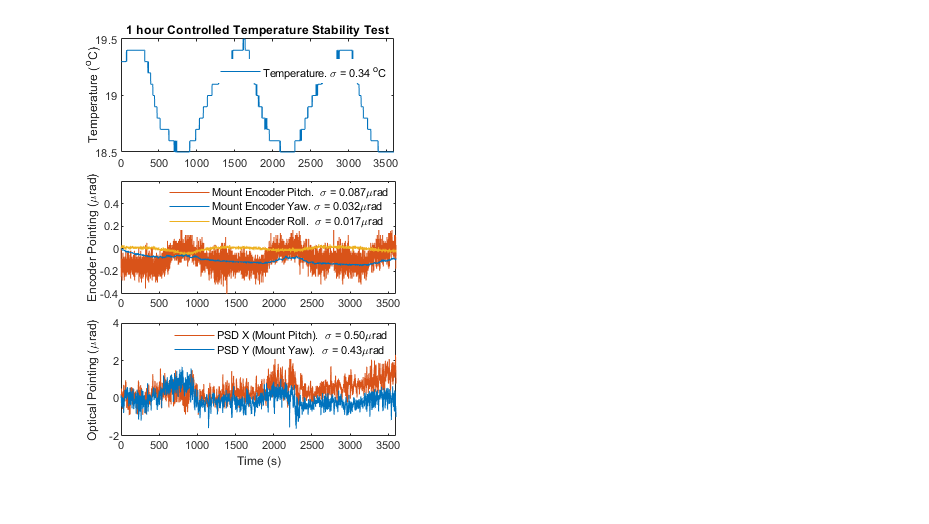 1 hour Controlled Temperature Stability Test
Temperature (°C)
19.5
19
18.5
Temperature. σ = 0.34 °C
0 500 1000 1500 2000 2500 3000 3500
Encoder Pointing (μrad)
0.4
0.2
0
-0.2
-0.4
Mount Encoder Pitch. σ = 0.087μrad
Mount Encoder Yaw. σ = 0.032μrad
Mount Encoder Roll. σ = 0.017μrad
0 500 1000 1500 2000 2500 3000 3500
Optical Pointing (μrad)
4
2
0
-2
PSD X (Mount Pitch). σ = 0.50μrad
PSD Y (Mount Yaw). σ = 0.43μrad
0 500 1000 1500 2000 2500 3000 3500
Time (s)